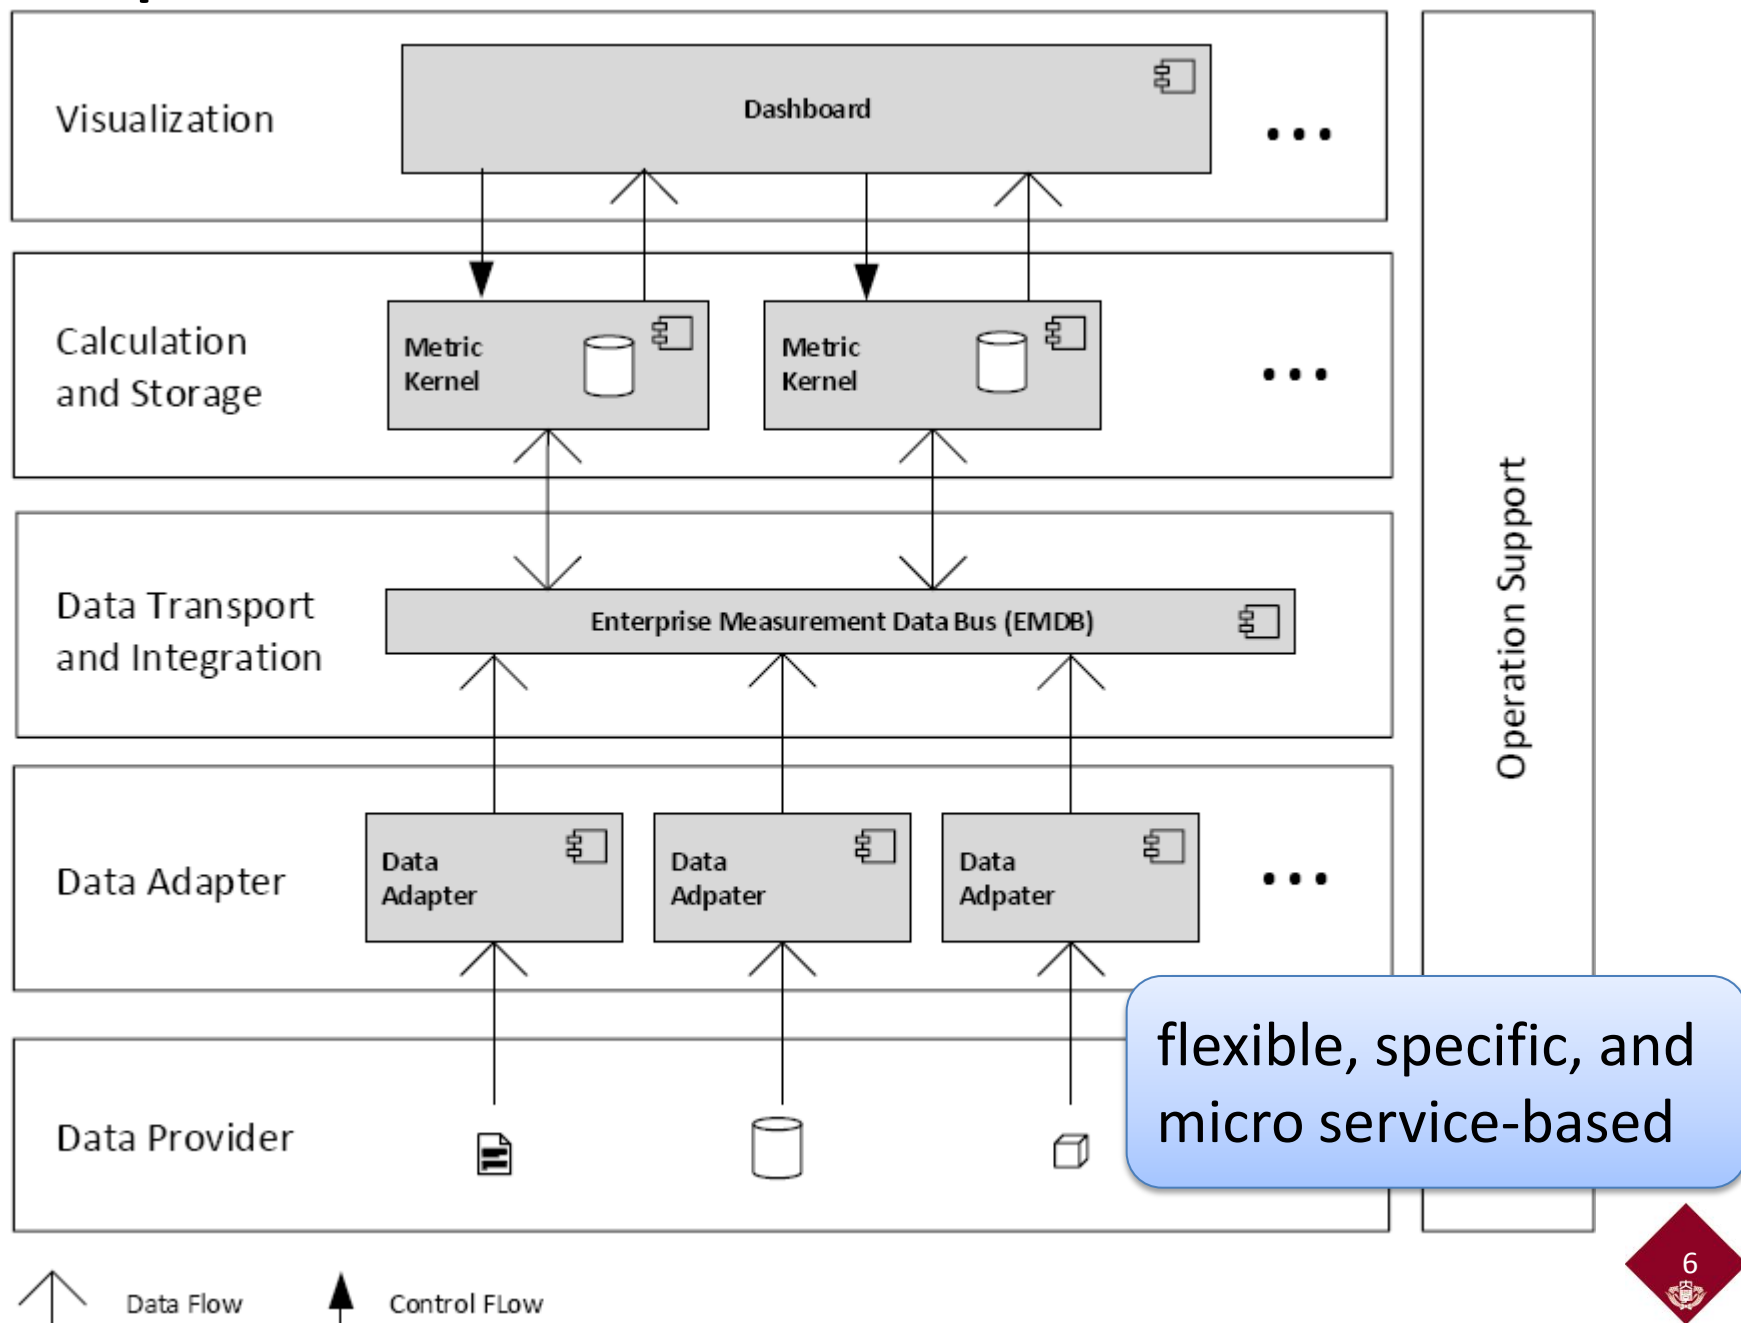 Visualization
Dashboard
...
Calculation
and Storage
Metric
Kernel
Metric
Kernel
...
Data Transport
and Integration
Enterprise Measurement Data Bus (EMDB)
Data Adapter
Data
Adapter
Data
Adpater
Data
Adpater
...
Data Provider
Operation Support
flexible, specific, and
micro service-based
6
Data Flow
Control FLow